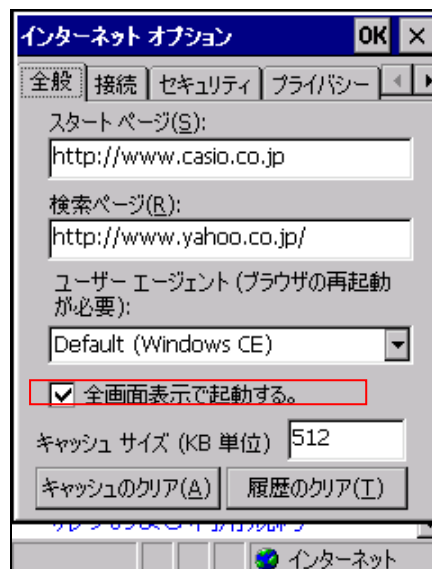 インターネット オプション OK ×
全般 接続 セキュリティ プライバシー
スタート ページ(S):
http://www.casio.co.jp
検索ページ(R):
http://www.yahoo.co.jp/
ユーザー エージェント (ブラウザの再起動
が必要):
Default (Windows CE)
全画面表示で起動する。
キャッシュ サイズ (KB 単位) 512
キャッシュのクリア(A) 履歴のクリア(T)
インターネット